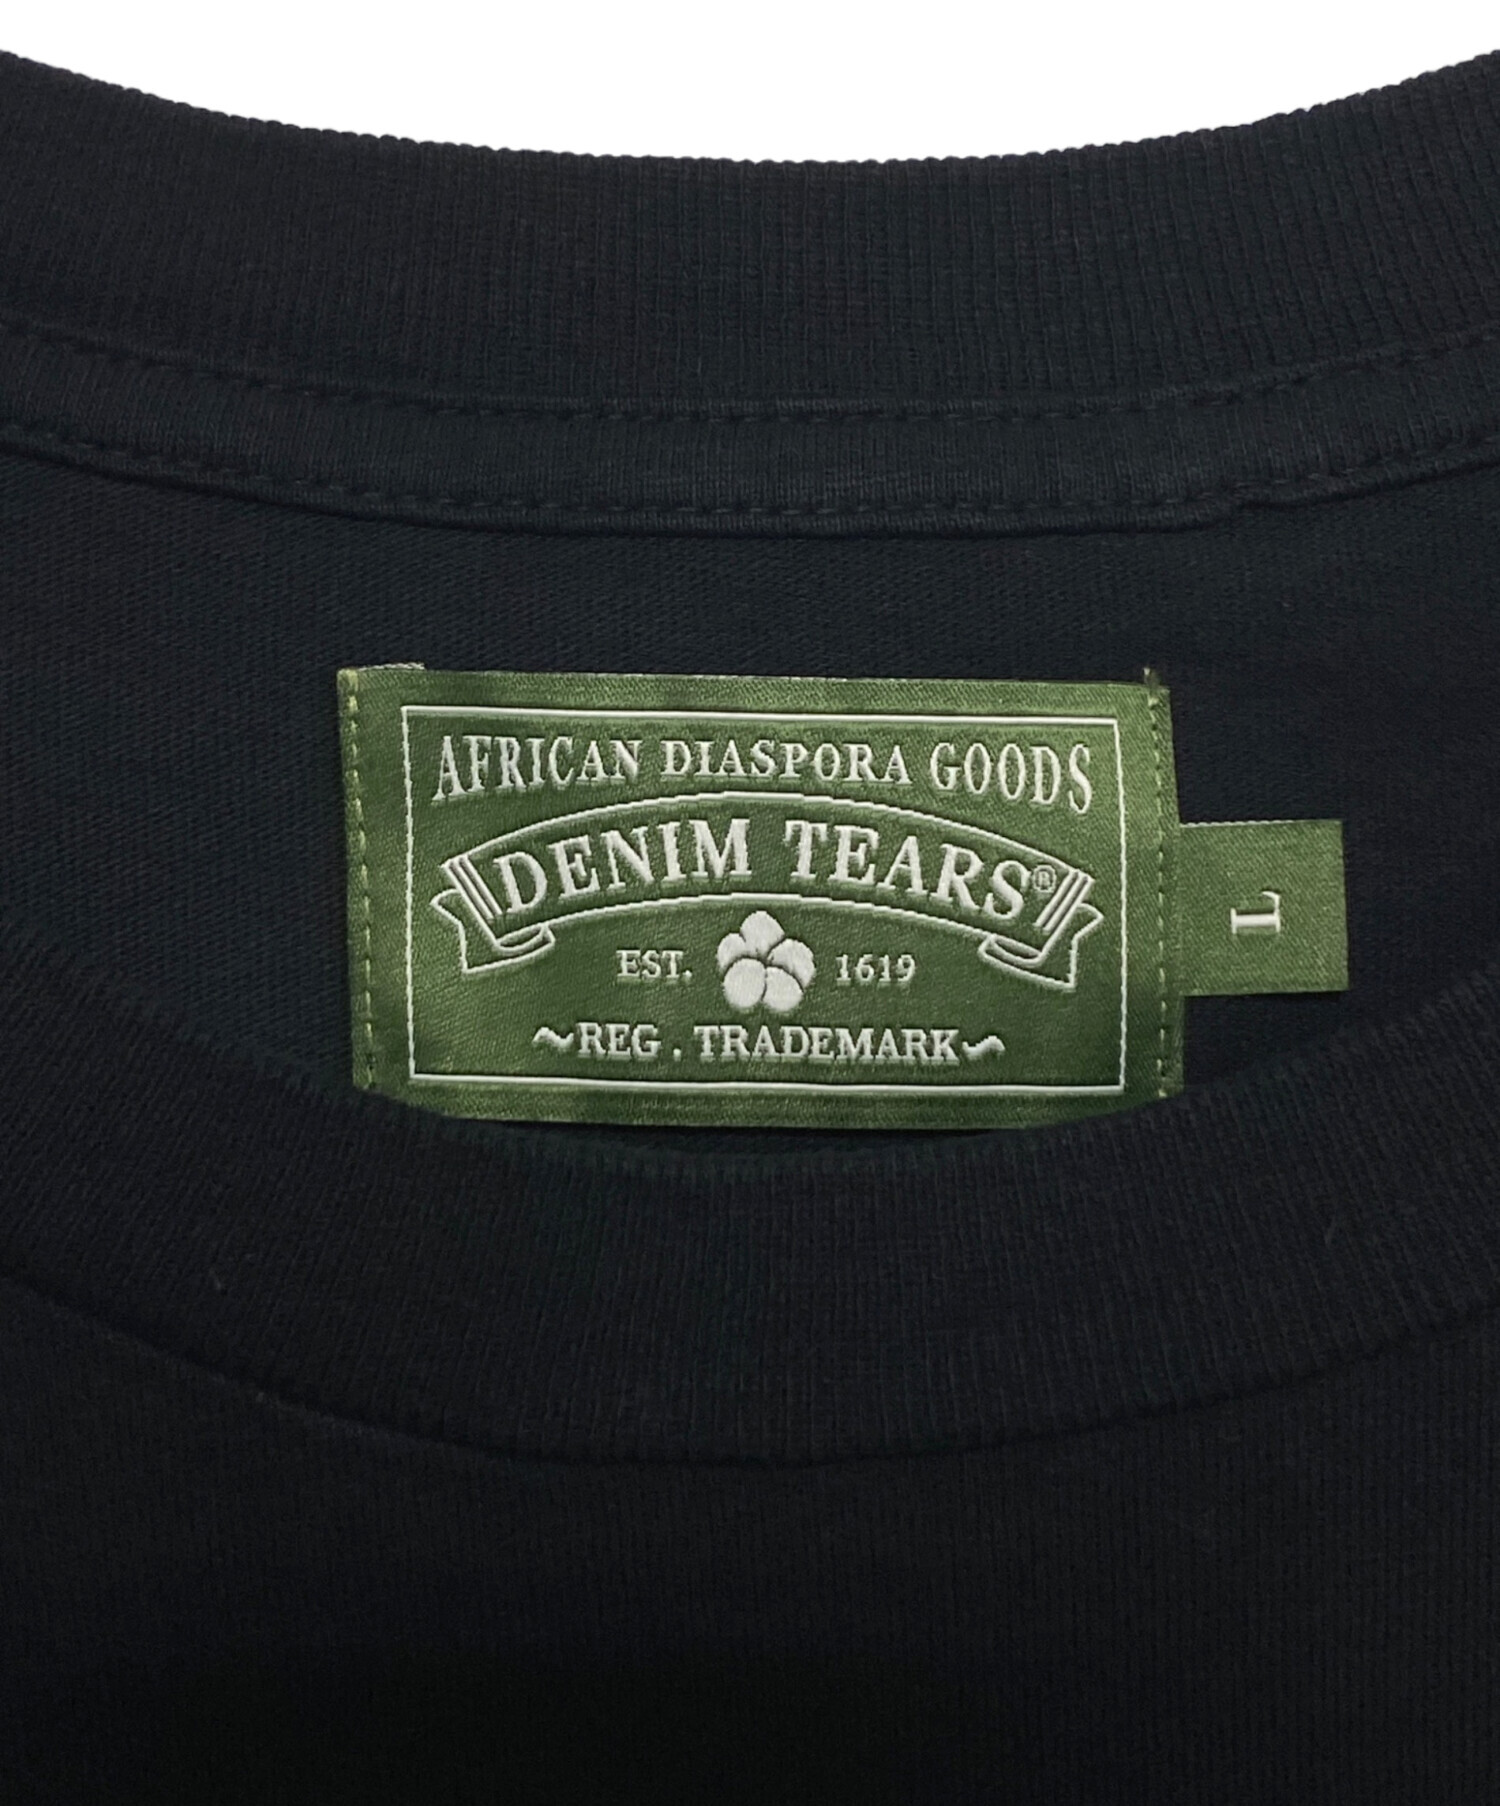 AFRICAN DIASPORA GOODS
DENIM TEARS®
EST. 1619
~REG. TRADEMARK~
L